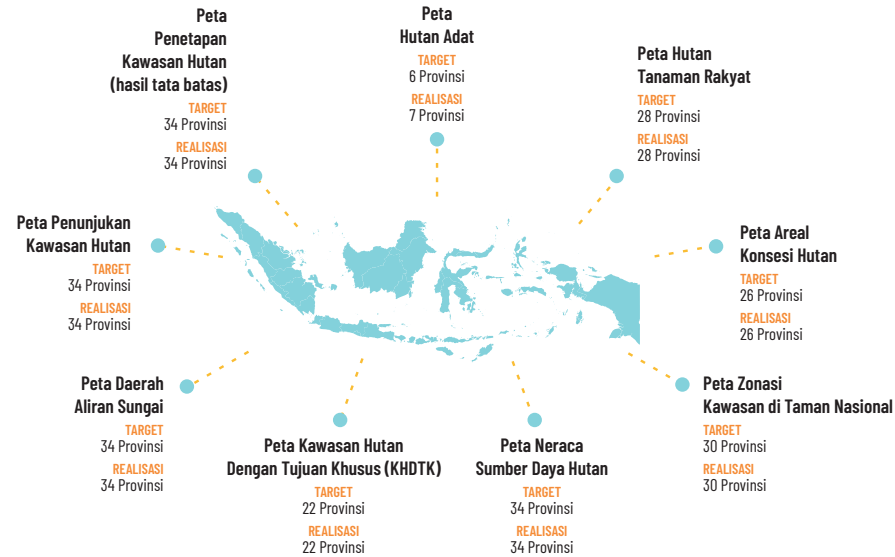 Peta
Penetapan
Kawasan Hutan
(hasil tata batas)
TARGET
34 Provinsi
REALISASI
34 Provinsi
Peta
Hutan Adat
TARGET
6 Provinsi
REALISASI
7 Provinsi
Peta Hutan
Tanaman Rakyat
TARGET
28 Provinsi
REALISASI
28 Provinsi
Peta Penunjukan
Kawasan Hutan
TARGET
34 Provinsi
REALISASI
34 Provinsi
Peta Areal
Konsesi Hutan
TARGET
26 Provinsi
REALISASI
26 Provinsi
Peta Daerah
Aliran Sungai
TARGET
34 Provinsi
REALISASI
34 Provinsi
Peta Kawasan Hutan
Dengan Tujuan Khusus (KHDTK)
TARGET
22 Provinsi
REALISASI
22 Provinsi
Peta Neraca
Sumber Daya Hutan
TARGET
34 Provinsi
REALISASI
34 Provinsi
Peta Zonasi
Kawasan di Taman Nasional
TARGET
30 Provinsi
REALISASI
30 Provinsi